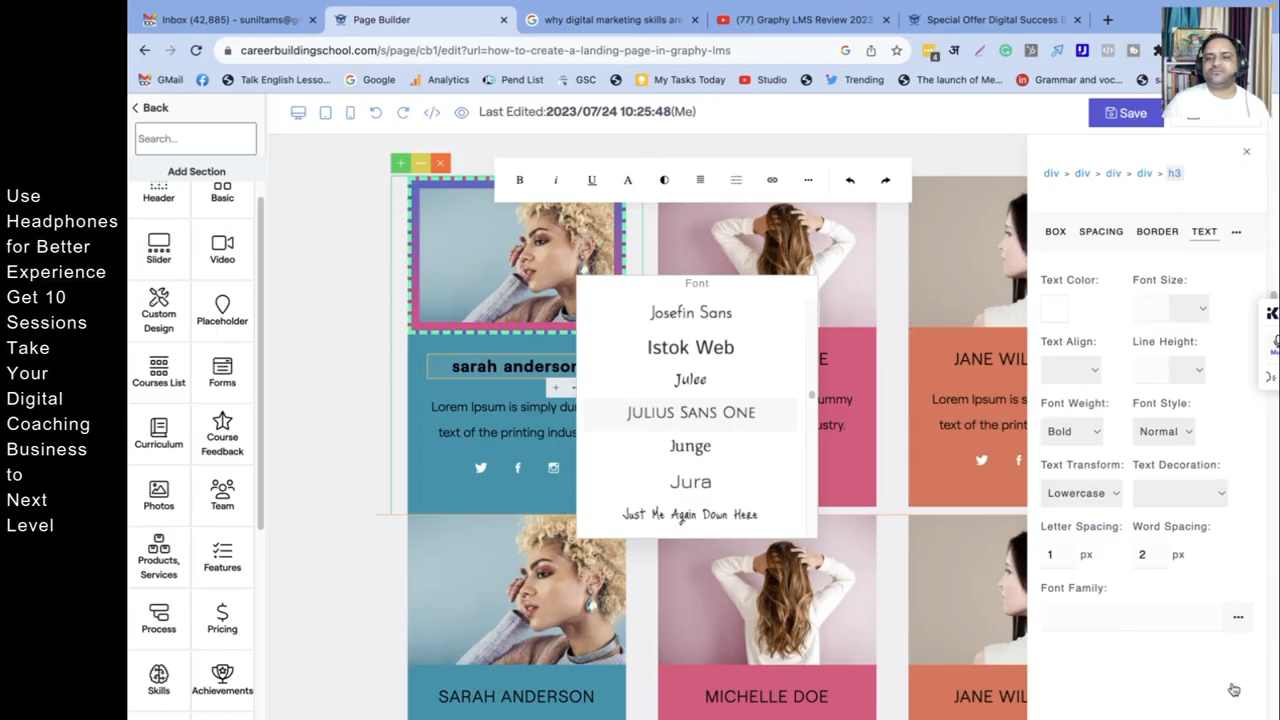 Use
Headphones
for Better
Experience
Get 10
Sessions
Take
Your
Digital
Coaching
Business
to
Next
Level
Inbox (42,885) - suniltams@gm
Page Builder
why digital marketing skills are
(77) Graphy LMS Review 2023
Special Offer Digital Success B
careerbuildingschool.com/s/page/cb1/edit?url=how-to-create-a-landing-page-in-graphy-lms
GMail
Talk English Lesso...
Google
Analytics
Pend List
GSC
My Tasks Today
Studio
Trending
The launch of Me...
Grammar and voc...
Back
Last Edited:2023/07/24 10:25:48(Me)
Save
Search...
Add Section
Header
Basic
Slider
Video
Custom
Design
Placeholder
Courses List
Forms
Curriculum
Course
Feedback
Photos
Team
Products,
Services
Features
Process
Pricing
Skills
Achievements
B i U A
Font
Josefin Sans
Istok Web
Julee
JULIUS SANS ONE
Junge
Jura
Just Me Again Down Here
sarah anderson
Lorem Ipsum is simply du
text of the printing indus
E
ummy
ustry.
JANE WIL
Lorem Ipsum is s
text of the prin
SARAH ANDERSON
MICHELLE DOE
JANE WIL
div > div > div > div > h3
BOX SPACING BORDER TEXT
Text Color: Font Size:
Text Align: Line Height:
Font Weight: Font Style:
Bold Normal
Text Transform: Text Decoration:
Lowercase
Letter Spacing: Word Spacing:
1 px 2 px
Font Family: